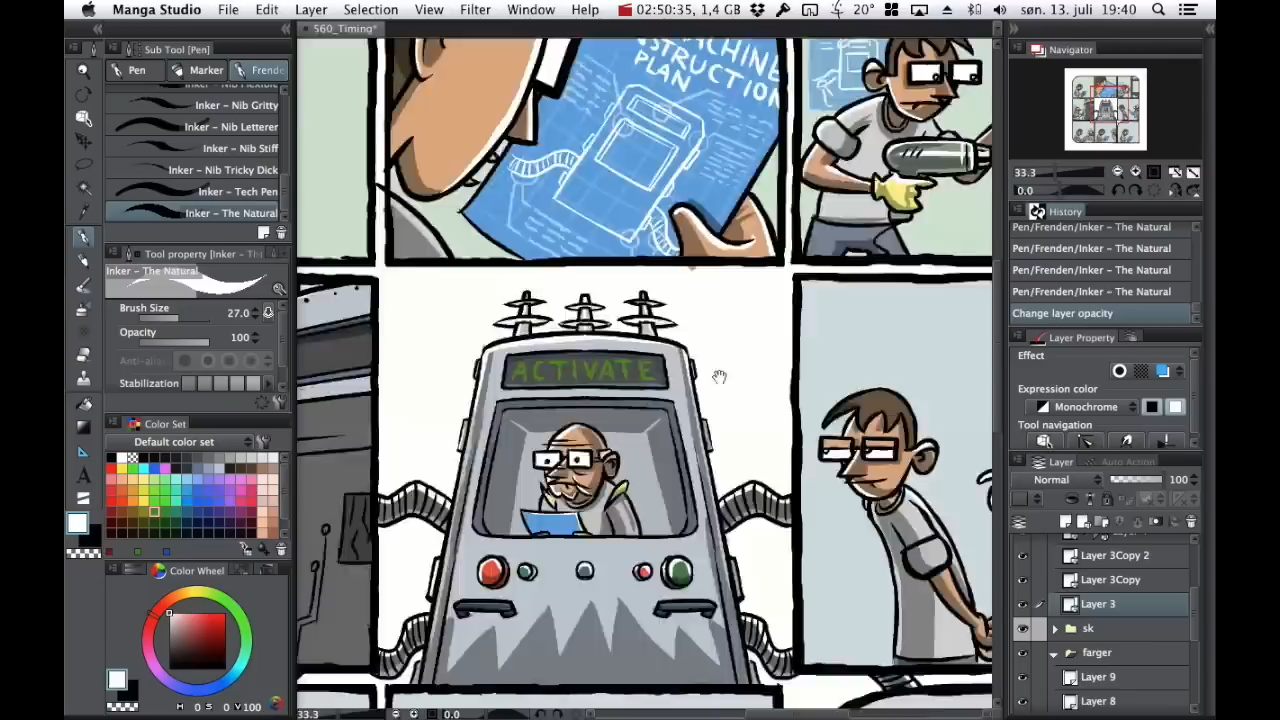 Manga Studio File Edit Layer Selection View Filter Window Help 02:50:35, 1,4 GB 20° søn. 13. juli 19:40
560_Timing*
Sub Tool [Pen]
Pen Marker Frende
Inker - Nib Gritty
Inker - Nib Letterer
Inker - Nib Stiff
Inker - Nib Tricky Dick
Inker - Tech Pen
Inker - The Natural
Tool property [Inker - Th
Inker - The Natural
Brush Size 27.0
Opacity 100
Anti-alia
Stabilization
Color Set
Default color set
Color Wheel
H 0 S 0 V 100
MACHINE
PLAN
ACTIVATE
33.3 0.0
Navigator
33.3
0.0
History
Pen/Frenden/Inker - The Natural
Pen/Frenden/Inker - The Natural
Pen/Frenden/Inker - The Natural
Pen/Frenden/Inker - The Natural
Change layer opacity
Layer Property
Effect
Expression color
Monochrome
Tool navigation
Layer Auto Action
Normal 100
Layer 3Copy 2
Layer 3Copy
Layer 3
sk
farger
Layer 9
Layer 8